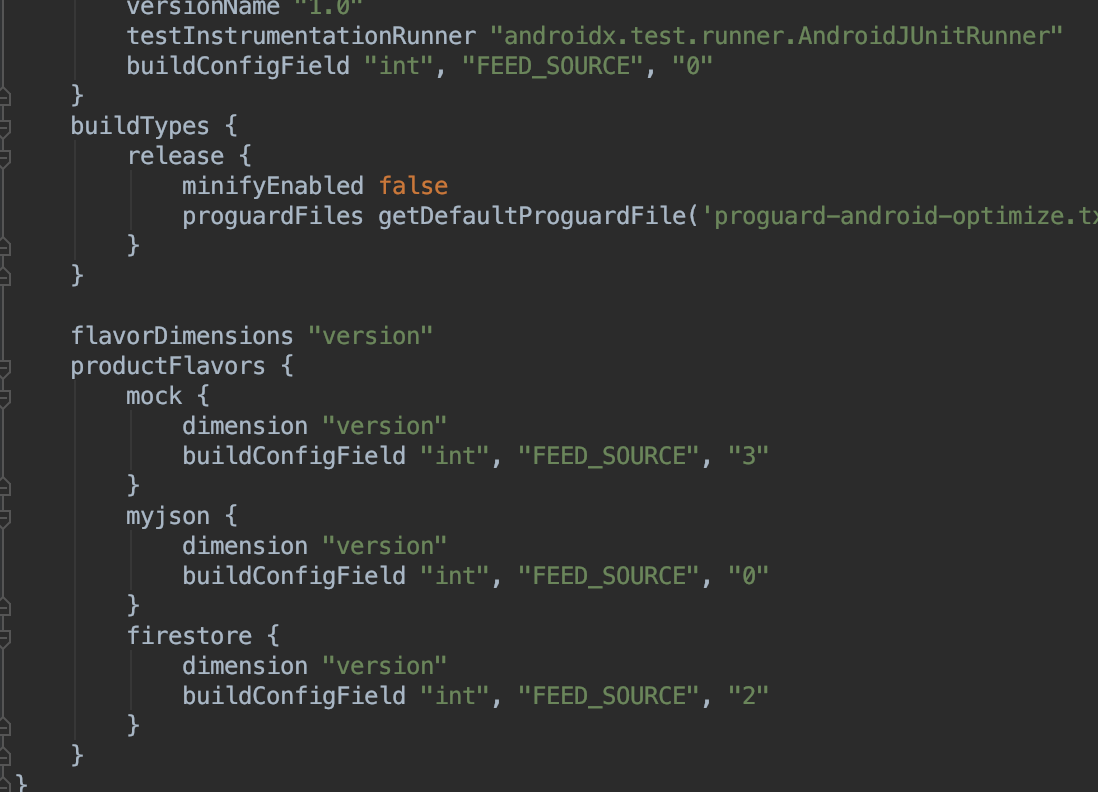 versionName "1.0"
testInstrumentationRunner "androidx.test.runner.AndroidJUnitRunner"
buildConfigField "int", "FEED_SOURCE", "0"
}
buildTypes {
release {
minifyEnabled false
proguardFiles getDefaultProguardFile('proguard-android-optimize.tx
}
}
flavorDimensions "version"
productFlavors {
mock {
dimension "version"
buildConfigField "int", "FEED_SOURCE", "3"
}
myjson {
dimension "version"
buildConfigField "int", "FEED_SOURCE", "0"
}
firestore {
dimension "version"
buildConfigField "int", "FEED_SOURCE", "2"
}
}
}